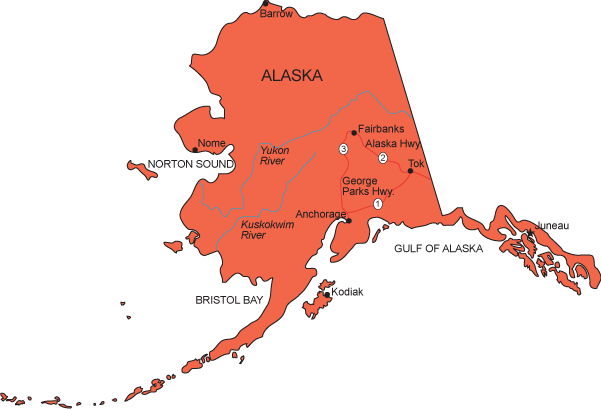 Barrow
ALASKA
Fairbanks
Alaska Hwy
3
2
Nome
Yukon
River
NORTON SOUND
Tok
George
Parks Hwy.
1
Anchorage
Kuskokwim
River
Juneau
GULF OF ALASKA
BRISTOL BAY
Kodiak